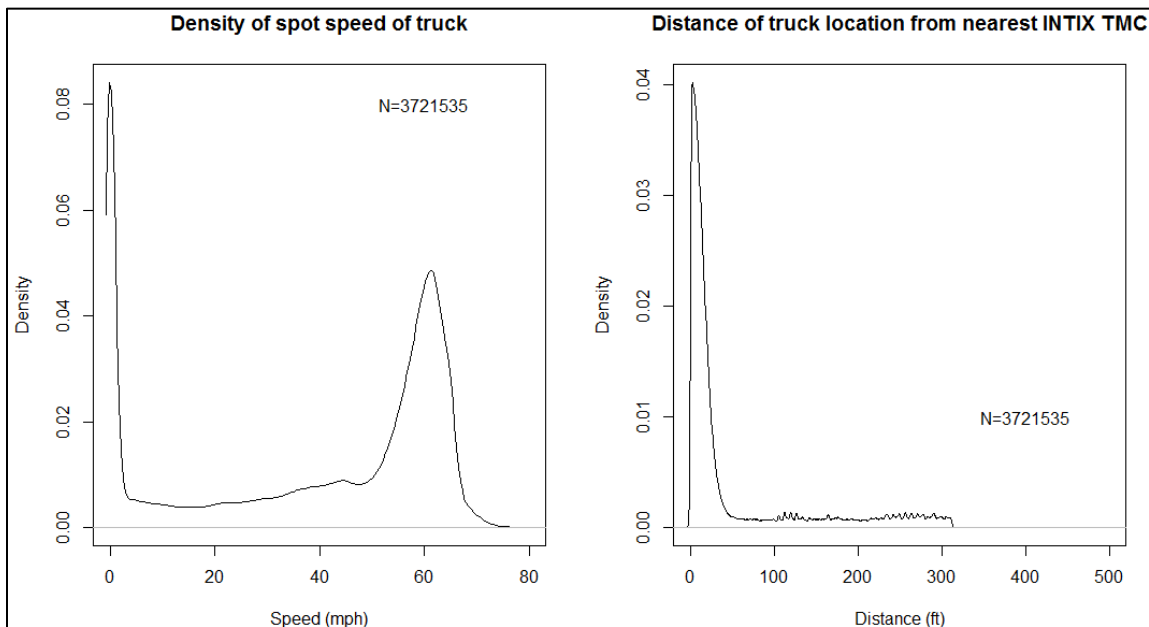 Density of spot speed of truck
N=3721535
0.08
0.06
0.04
0.02
0.00
Density
0 20 40 60 80
Speed (mph)
Distance of truck location from nearest INTIX TMC
0.04
0.03
0.02
0.01
0.00
Density
N=3721535
0 100 200 300 400 500
Distance (ft)